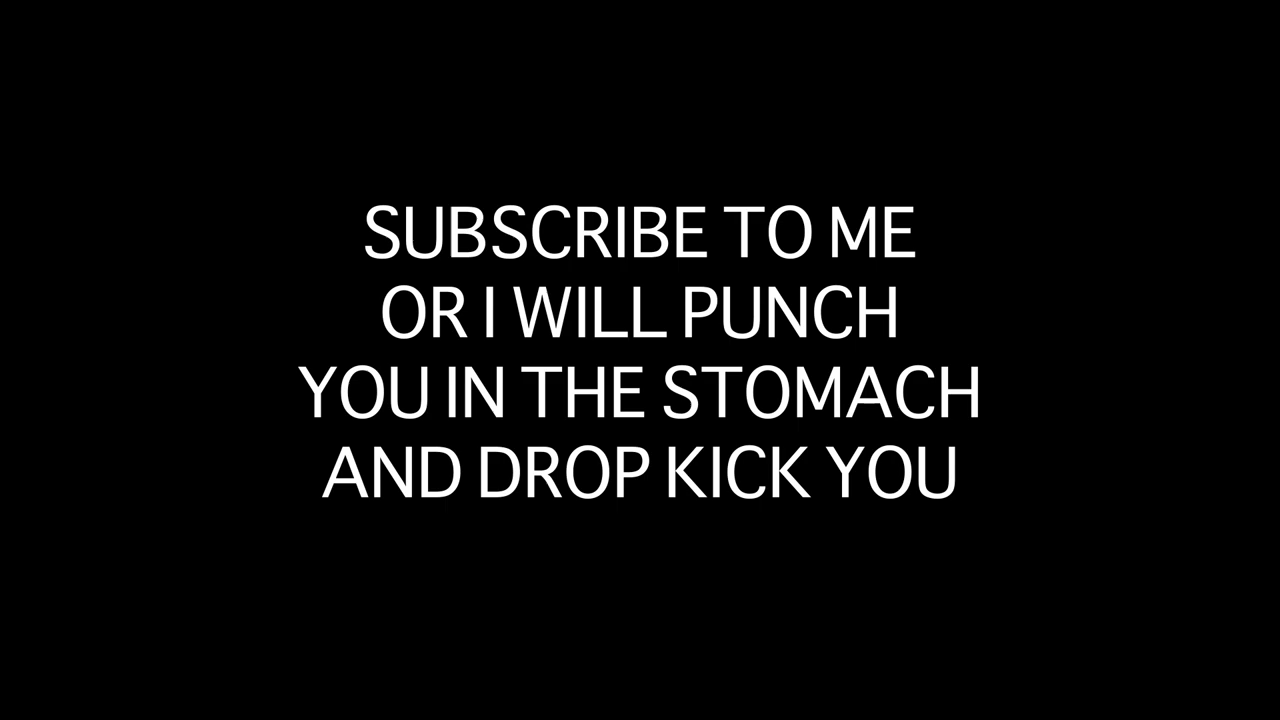 SUBSCRIBE TO ME
OR I WILL PUNCH
YOU IN THE STOMACH
AND DROP KICK YOU